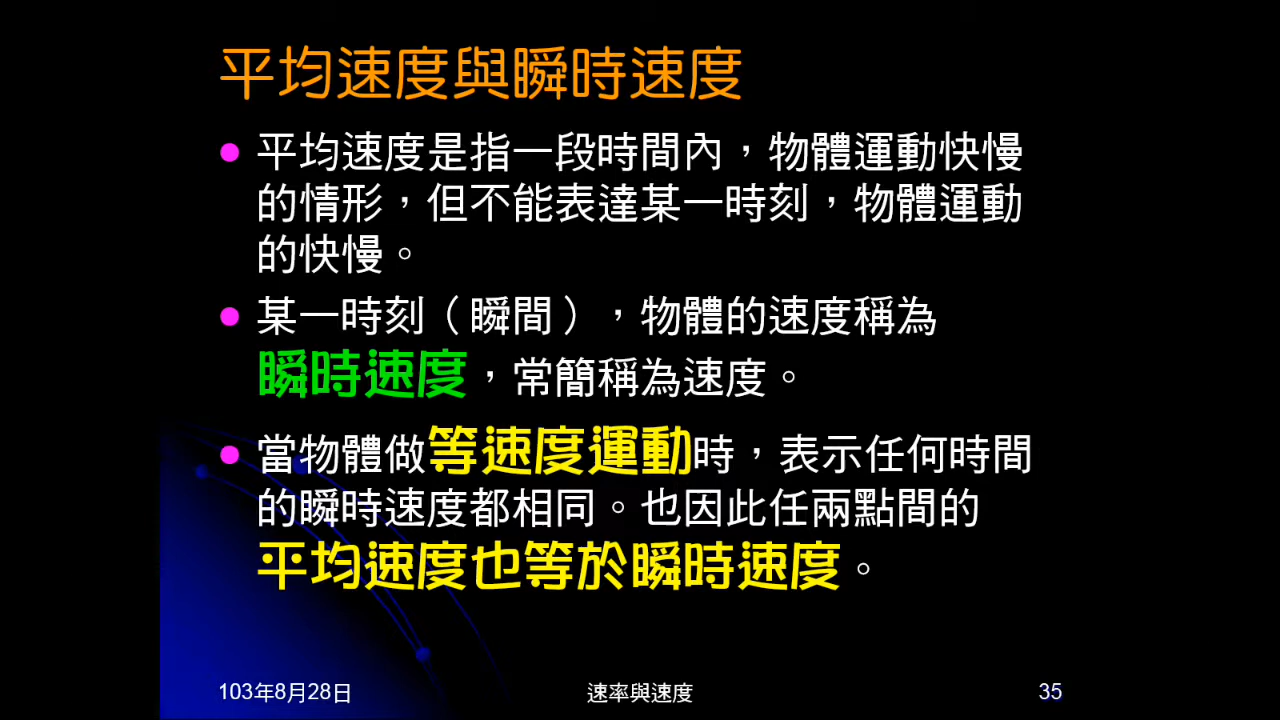 平均速度與瞬時速度
平均速度是指一段時間內，物體運動快慢
的情形，但不能表達某一時刻，物體運動
的快慢。
某一時刻（瞬間），物體的速度稱為
瞬時速度，常簡稱為速度。
當物體做等速度運動時，表示任何時間
的瞬時速度都相同。也因此任兩點間的
平均速度也等於瞬時速度。
103年8月28日
速率與速度
35